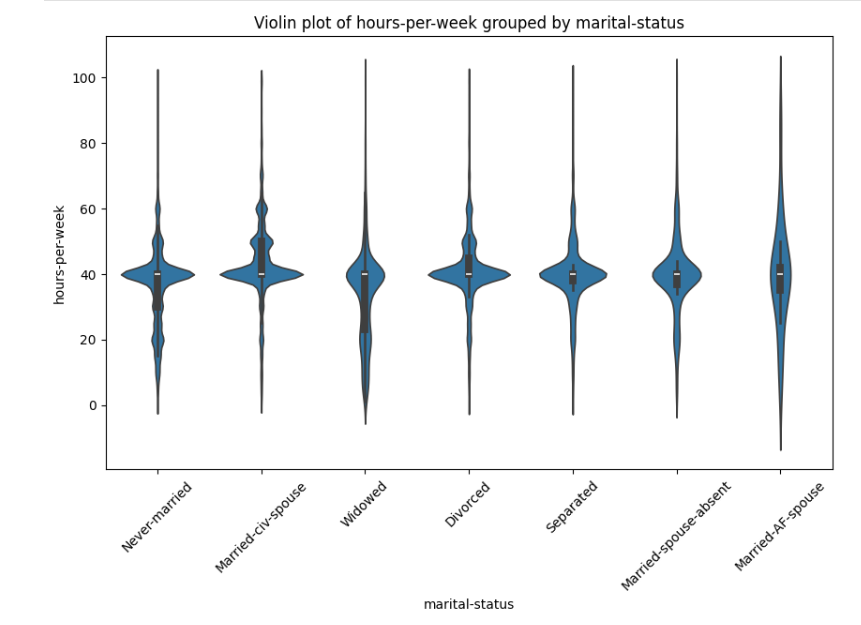 Violin plot of hours-per-week grouped by marital-status
hours-per-week
100
80
60
40
20
0
Never-married
Married-civ-spouse
Widowed
Divorced
Separated
Married-spouse-absent
Married-AF-spouse
marital-status